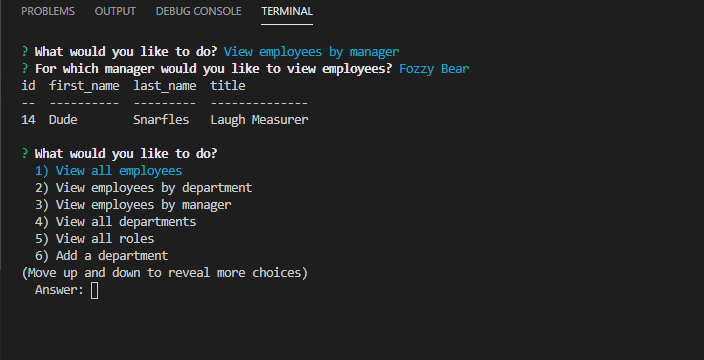 PROBLEMS OUTPUT DEBUG CONSOLE TERMINAL
? What would you like to do? View employees by manager
? For which manager would you like to view employees? Fozzy Bear
id  first_name  last_name  title
--  ----------  ---------  --------------
14  Dude        Snarfles   Laugh Measurer
? What would you like to do?
  1) View all employees
  2) View employees by department
  3) View employees by manager
  4) View all departments
  5) View all roles
  6) Add a department
(Move up and down to reveal more choices)
  Answer: